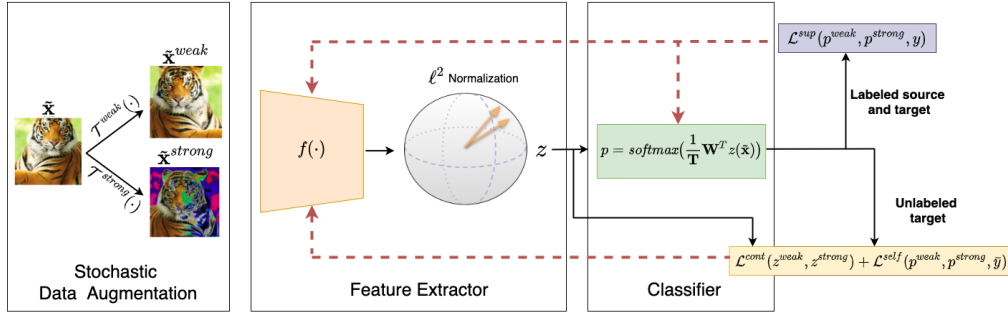 x̃
𝒯^{weak}(·)
𝒯^{strong}(·)
x̃^{weak}
x̃^{strong}
Stochastic
Data Augmentation
f(·)
ℓ² Normalization
z
Feature Extractor
p = softmax(1/T W^T z(x̃))
Classifier
ℒ^{sup}(p^{weak}, p^{strong}, y)
Labeled source
and target
Unlabeled
target
ℒ^{cont}(z^{weak}, z^{strong}) + ℒ^{self}(p^{weak}, p^{strong}, ȳ)